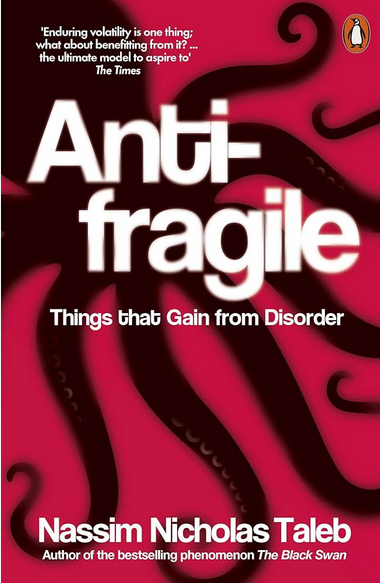 'Enduring volatility is one thing;
what about benefitting from it? ...
the ultimate model to aspire to'
The Times
Anti-
fragile
Things that Gain from Disorder
Nassim Nicholas Taleb
Author of the bestselling phenomenon The Black Swan